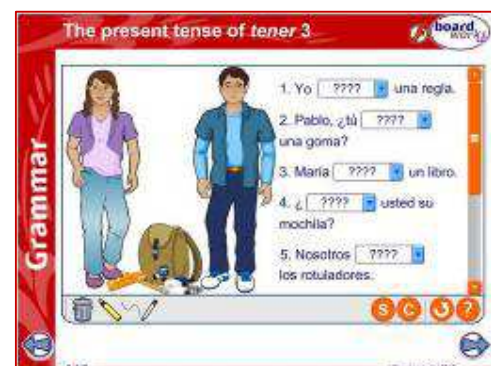 The present tense of tener 3
board
works
Grammar
1. Yo ???? una regla.
2. Pablo, ¿tú ????
una goma?
3. María ???? un libro.
4. ¿ ???? usted su
mochila?
5. Nosotros ????
los rotuladores.
S C ?